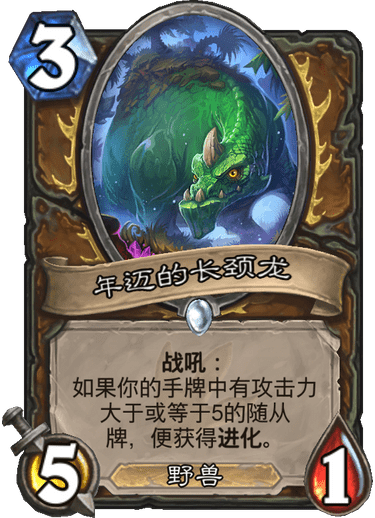 3
年迈的长颈龙
战吼：
如果你的手牌中有攻击力
大于或等于5的随从
牌，便获得进化。
野兽
5
1